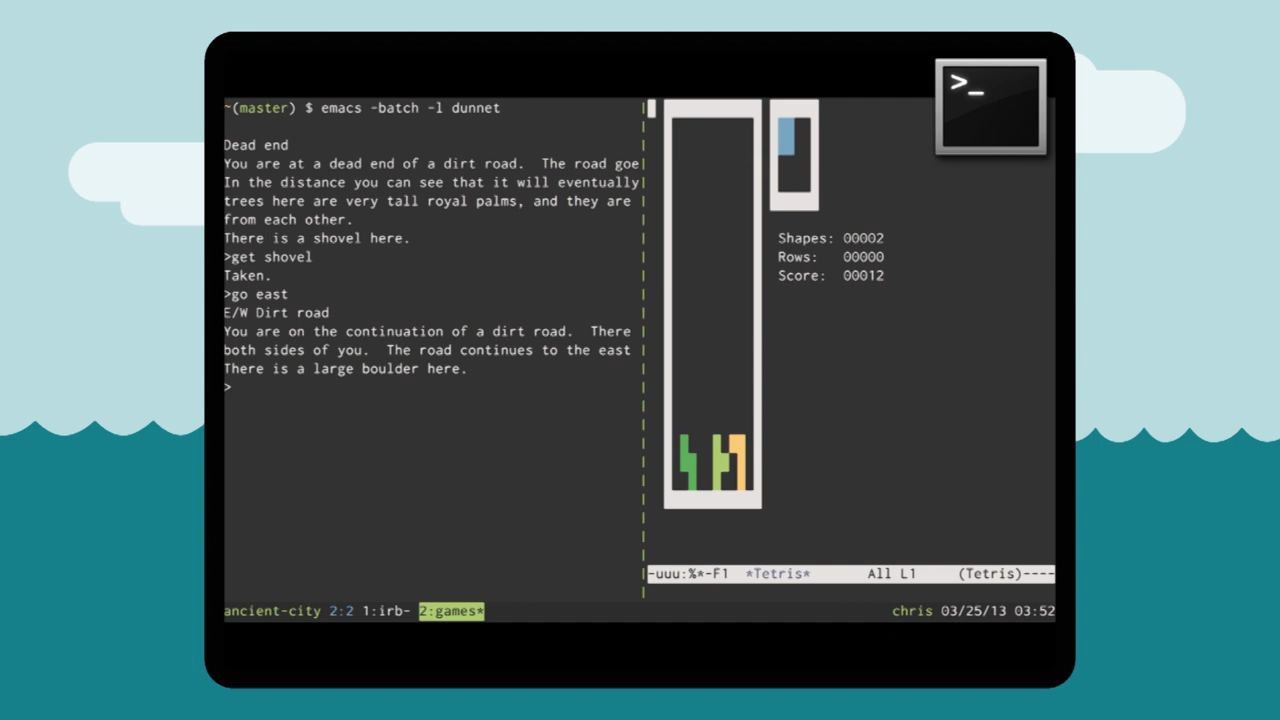 ~(master) $ emacs -batch -l dunnet
Dead end
You are at a dead end of a dirt road.  The road goe
In the distance you can see that it will eventually
trees here are very tall royal palms, and they are
from each other.
There is a shovel here.
>get shovel
Taken.
>go east
E/W Dirt road
You are on the continuation of a dirt road.  There
both sides of you.  The road continues to the east
There is a large boulder here.
>
>_
Shapes: 00002
Rows:   00000
Score:  00012
-uuu:%*-F1  *Tetris*       All L1     (Tetris)----
ancient-city 2:2 1:irb- 2:games*
chris 03/25/13 03:52